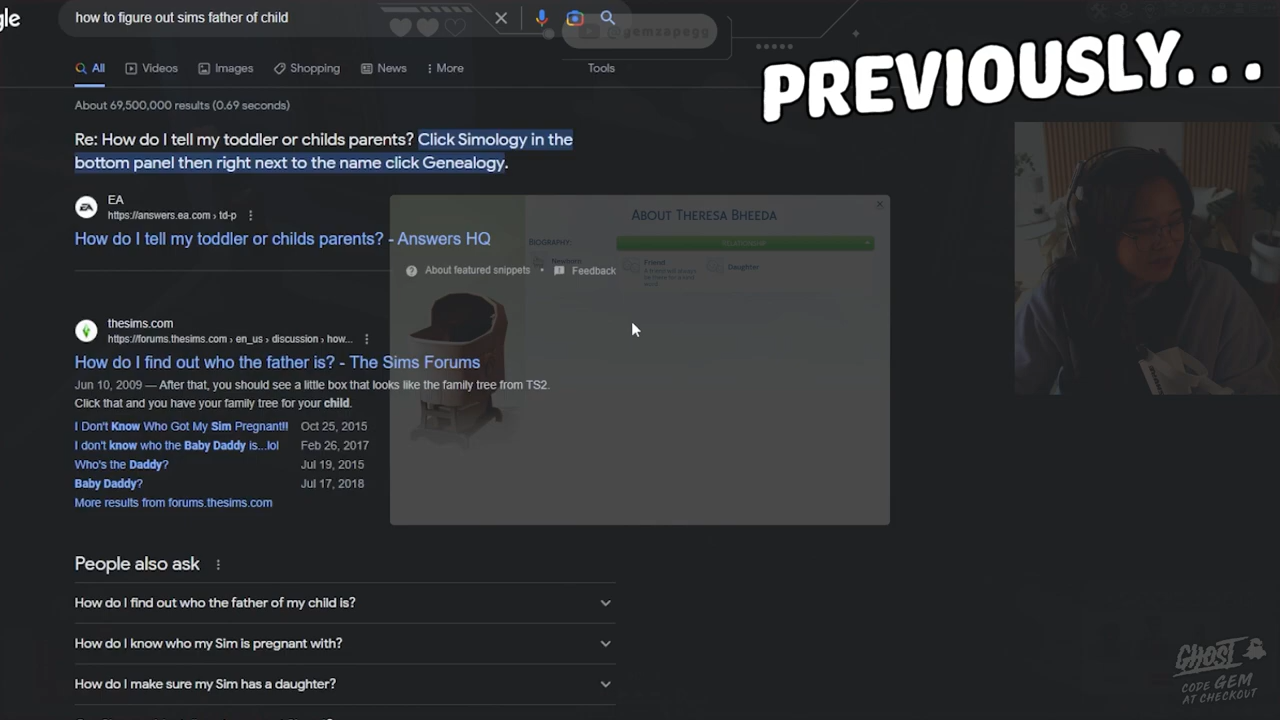 gle
how to figure out sims father of child
@gemzapegg
PREVIOUSLY...
All
Videos
Images
Shopping
News
More
Tools
About 69,500,000 results (0.69 seconds)
Re: How do I tell my toddler or childs parents? Click Simology in the
bottom panel then right next to the name click Genealogy.
EA
https://answers.ea.com › td-p
How do I tell my toddler or childs parents? - Answers HQ
About featured snippets
Feedback
ABOUT THERESA BHEEDA
BIOGRAPHY:
RELATIONSHIP
Newborn
Friend
Daughter
thesims.com
https://forums.thesims.com › en_us › discussion › how...
How do I find out who the father is? - The Sims Forums
Jun 10, 2009 — After that, you should see a little box that looks like the family tree from TS2.
Click that and you have your family tree for your child.
I Don't Know Who Got My Sim Pregnant!! Oct 25, 2015
I don't know who the Baby Daddy is...lol Feb 26, 2017
Who's the Daddy? Jul 19, 2015
Baby Daddy? Jul 17, 2018
More results from forums.thesims.com
People also ask
How do I find out who the father of my child is?
How do I know who my Sim is pregnant with?
How do I make sure my Sim has a daughter?
GHOST
CODE GEM
AT CHECKOUT